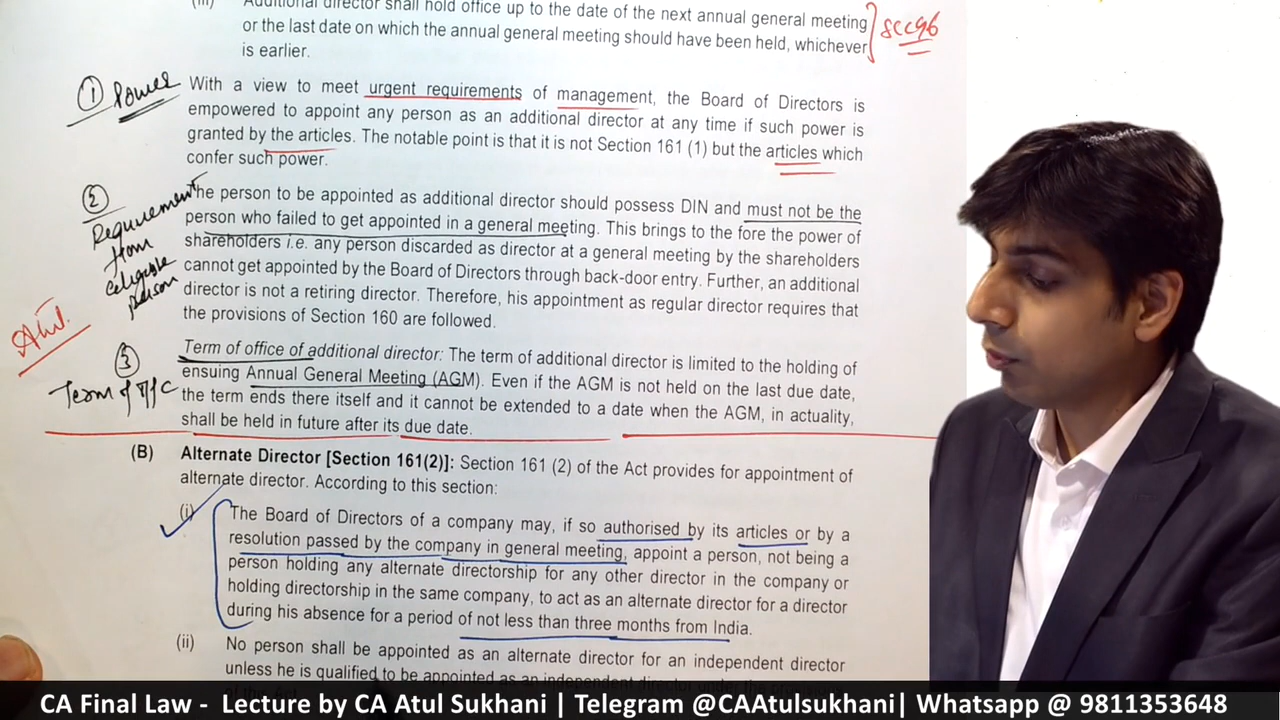 (iii) Additional director shall hold office up to the date of the next annual general meeting
or the last date on which the annual general meeting should have been held, whichever
is earlier.
Sec 96
① Power
With a view to meet urgent requirements of management, the Board of Directors is
empowered to appoint any person as an additional director at any time if such power is
granted by the articles. The notable point is that it is not Section 161 (1) but the articles which
confer such power.
② Requirement
from
eligible
person
The person to be appointed as additional director should possess DIN and must not be the
person who failed to get appointed in a general meeting. This brings to the fore the power of
shareholders i.e. any person discarded as director at a general meeting by the shareholders
cannot get appointed by the Board of Directors through back-door entry. Further, an additional
director is not a retiring director. Therefore, his appointment as regular director requires that
the provisions of Section 160 are followed.
Atul
③
Term of
Term of office of additional director: The term of additional director is limited to the holding of
ensuing Annual General Meeting (AGM). Even if the AGM is not held on the last due date,
the term ends there itself and it cannot be extended to a date when the AGM, in actuality,
shall be held in future after its due date.
(B) Alternate Director [Section 161(2)]: Section 161 (2) of the Act provides for appointment of
alternate director. According to this section:
(i) The Board of Directors of a company may, if so authorised by its articles or by a
resolution passed by the company in general meeting, appoint a person, not being a
person holding any alternate directorship for any other director in the company or
holding directorship in the same company, to act as an alternate director for a director
during his absence for a period of not less than three months from India.
(ii) No person shall be appointed as an alternate director for an independent director
unless he is qualified to be appointed as an independent director under the
CA Final Law - Lecture by CA Atul Sukhani | Telegram @CAAtulsukhani| Whatsapp @ 9811353648